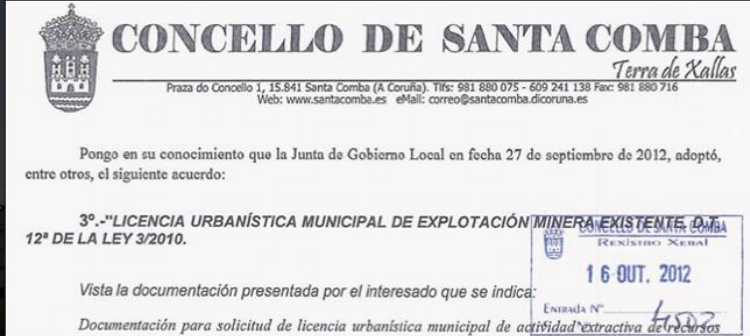 CONCELLO DE SANTA COMBA
Terra de Xallas
Praza do Concello 1, 15.841 Santa Comba (A Coruña). Tlfs: 981 880 075 - 609 241 138 Fax: 981 880 716
Web: www.santacomba.es eMail: correo@santacomba.dicoruna.es
Pongo en su conocimiento que la Junta de Gobierno Local en fecha 27 de septiembre de 2012, adoptó,
entre otros, el siguiente acuerdo:
3º.-"LICENCIA URBANÍSTICA MUNICIPAL DE EXPLOTACIÓN MINERA EXISTENTE. D.T.
12ª DE LA LEY 3/2010.
CONCELLO DE SANTA COMBA
REXISTRO XERAL
16 OUT. 2012
Vista la documentación presentada por el interesado que se indica:
ENTRADA Nº
Documentación para solicitud de licencia urbanística municipal de actividad extractiva de recursos